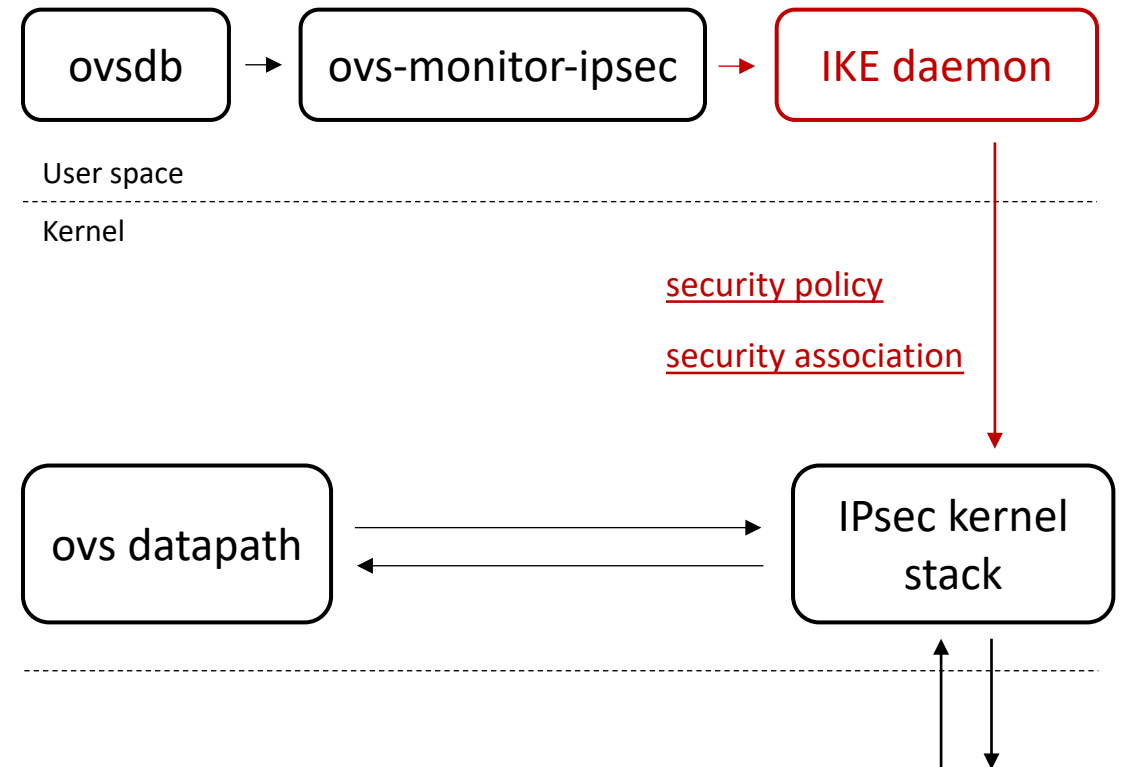 ovsdb
ovs-monitor-ipsec
IKE daemon
User space
Kernel
security policy
security association
ovs datapath
IPsec kernel
stack